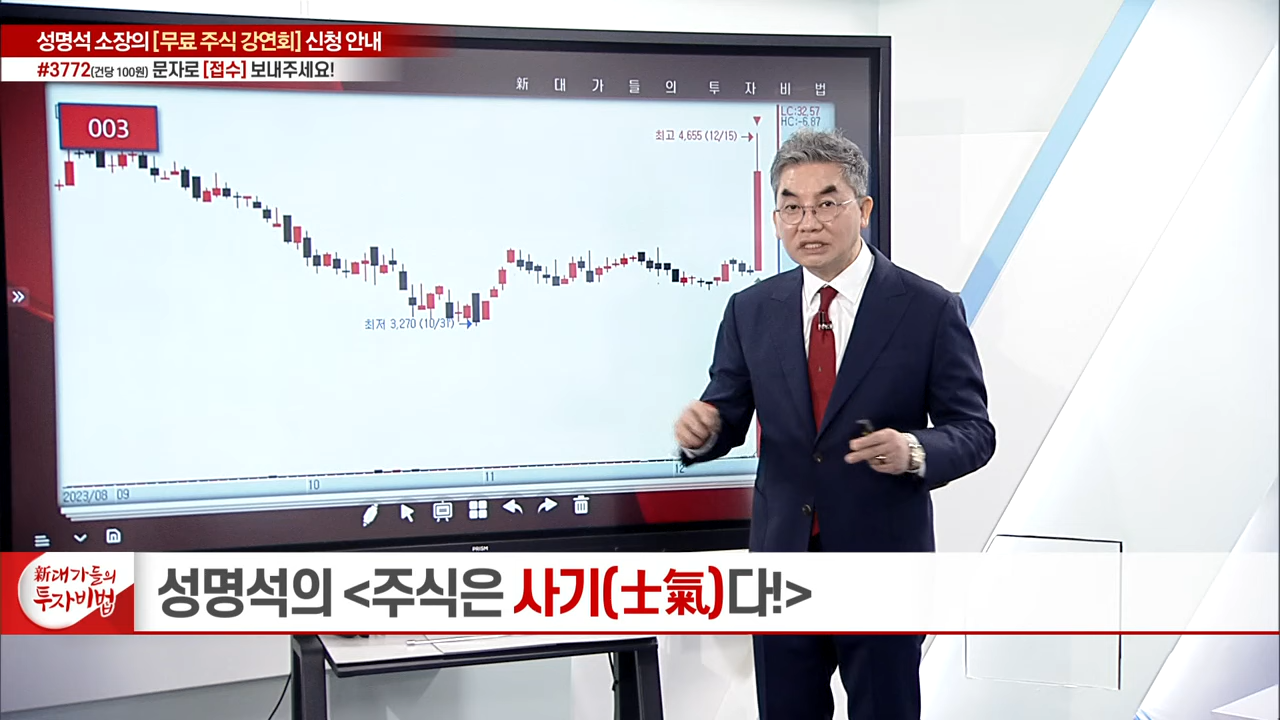 성명석 소장의 [무료 주식 강연회] 신청 안내
#3772(건당 100원) 문자로 [접수] 보내주세요!
新 대 가 들 의 투 자 비 법
003
LC:32.57
HC:-6.87
최고 4,655 (12/15)
최저 3,270 (10/31)
2023/08 09 10 11 12
PRISM
新대가들의
투자비법
성명석의 <주식은 사기(士氣)다!>